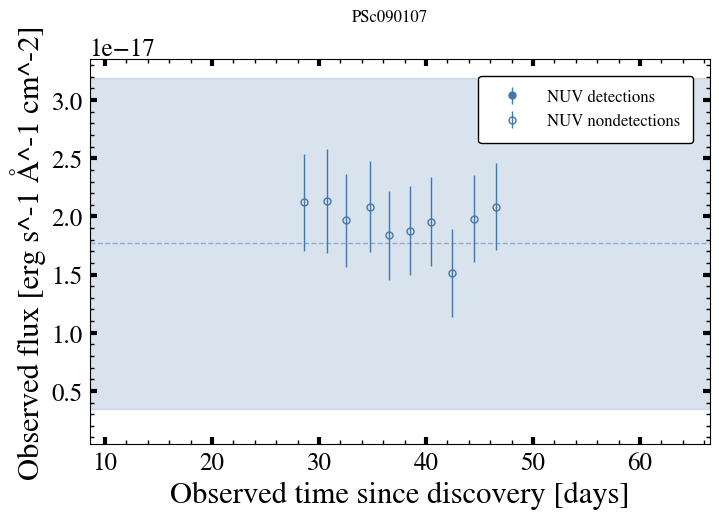 PSc090107
1e−17
Observed flux [erg s^-1 Å^-1 cm^-2]
3.0
2.5
2.0
1.5
1.0
0.5
NUV detections
NUV nondetections
10 20 30 40 50 60
Observed time since discovery [days]